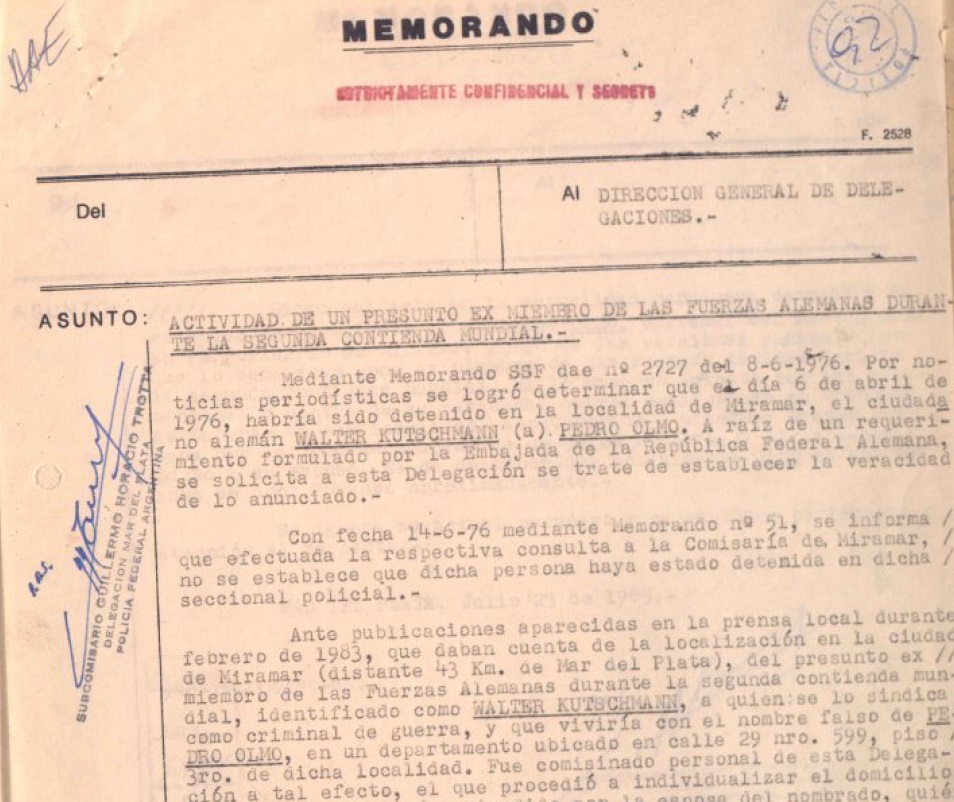 DAE
MEMORANDO
ESTRICTAMENTE CONFIDENCIAL Y SECRETO
F. 2528
Del
Al DIRECCION GENERAL DE DELE-
GACIONES.-
ASUNTO: ACTIVIDAD DE UN PRESUNTO EX MIEMBRO DE LAS FUERZAS ALEMANAS DURAN-
TE LA SEGUNDA CONTIENDA MUNDIAL.-
Mediante Memorando SSF dae nº 2727 del 8-6-1976. Por no-
ticias periodísticas se logró determinar que el día 6 de abril de
1976, habría sido detenido en la localidad de Miramar, el ciudada
no alemán WALTER KUTSCHMANN (a) PEDRO OLMO. A raíz de un requeri-
miento formulado por la Embajada de la República Federal Alemana,
se solicita a esta Delegación se trate de establecer la veracidad
de lo anunciado.-
Con fecha 14-6-76 mediante Memorando nº 51, se informa /
que efectuada la respectiva consulta a la Comisaría de Miramar, /
no se establece que dicha persona haya estado detenida en dicha /
seccional policial.-
Ante publicaciones aparecidas en la prensa local durante
febrero de 1983, que daban cuenta de la localización en la ciudad
de Miramar (distante 43 Km. de Mar del Plata), del presunto ex //
miembro de las Fuerzas Alemanas durante la segunda contienda mun-
dial, identificado como WALTER KUTSCHMANN, a quien se lo sindica
como criminal de guerra, y que viviría con el nombre falso de PE-
DRO OLMO, en un departamento ubicado en calle 29 nro. 599, piso /
3ro. de dicha localidad. Fue comisinado personal de esta Delega-
ción a tal efecto, el que procedió a individualizar el domicilio
por la esposa del nombrado, quié
SUBCOMISARIO GUILLERMO HORACIO TROTTA
DELEGACION MAR DEL PLATA
POLICIA FEDERAL ARGENTINA